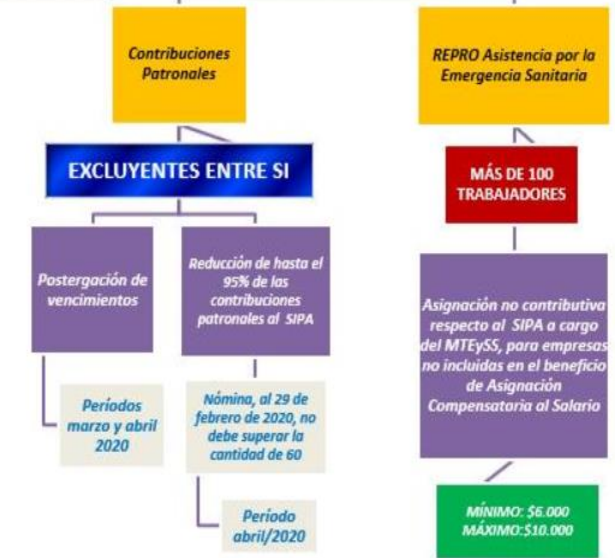 Contribuciones
Patronales
EXCLUYENTES ENTRE SI
Postergación de
vencimientos
Períodos
marzo y abril
2020
Reducción de hasta el
95% de las
contribuciones
patronales al SIPA
Nómina, al 29 de
febrero de 2020, no
debe superar la
cantidad de 60
Período
abril/2020
REPRO Asistencia por la
Emergencia Sanitaria
MÁS DE 100
TRABAJADORES
Asignación no contributiva
respecto al SIPA a cargo
del MTEySS, para empresas
no incluidas en el beneficio
de Asignación
Compensatoria al Salario
MÍNIMO: $6.000
MÁXIMO:$10.000